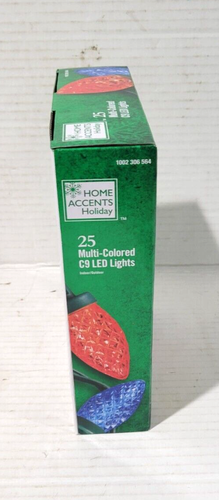 25
Multi-Colored
C9 LED Lights
1002 306 564
HOME
ACCENTS
Holiday
25
Multi-Colored
C9 LED Lights
Indoor/Outdoor